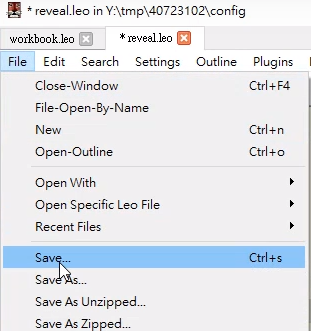 * reveal.leo in Y:\tmp\40723102\config
workbook.leo * reveal.leo
File Edit Search Settings Outline Plugins
Close-Window Ctrl+F4
File-Open-By-Name
New Ctrl+n
Open-Outline Ctrl+o
Open With
Open Specific Leo File
Recent Files
Save... Ctrl+s
Save As...
Save As Unzipped...
Save As Zipped...